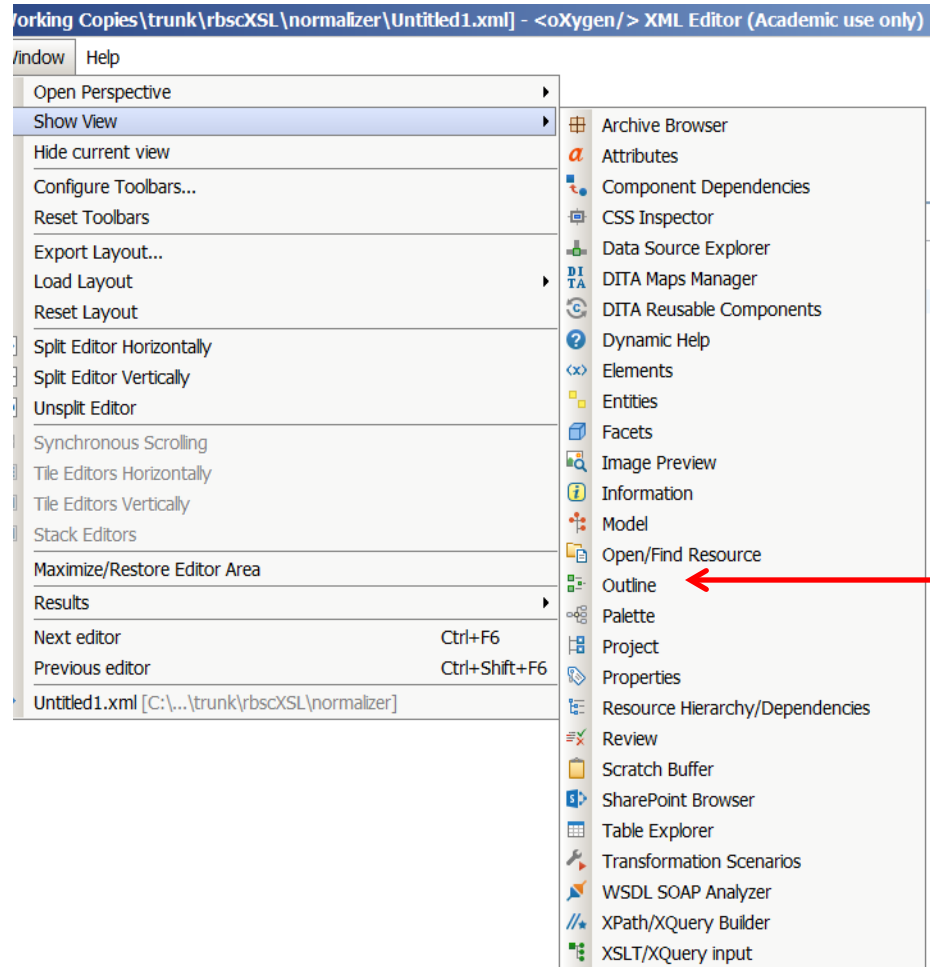 orking Copies\trunk\rbscXSL\normalizer\Untitled1.xml] - <oXygen/> XML Editor (Academic use only)
Window Help
Open Perspective
Show View
Hide current view
Configure Toolbars...
Reset Toolbars
Export Layout...
Load Layout
Reset Layout
Split Editor Horizontally
Split Editor Vertically
Unsplit Editor
Synchronous Scrolling
Tile Editors Horizontally
Tile Editors Vertically
Stack Editors
Maximize/Restore Editor Area
Results
Next editor Ctrl+F6
Previous editor Ctrl+Shift+F6
Untitled1.xml [C:\...\trunk\rbscXSL\normalizer]
Archive Browser
Attributes
Component Dependencies
CSS Inspector
Data Source Explorer
DITA DITA Maps Manager
DITA Reusable Components
Dynamic Help
Elements
Entities
Facets
Image Preview
Information
Model
Open/Find Resource
Outline
Palette
Project
Properties
Resource Hierarchy/Dependencies
Review
Scratch Buffer
SharePoint Browser
Table Explorer
Transformation Scenarios
WSDL SOAP Analyzer
XPath/XQuery Builder
XSLT/XQuery input